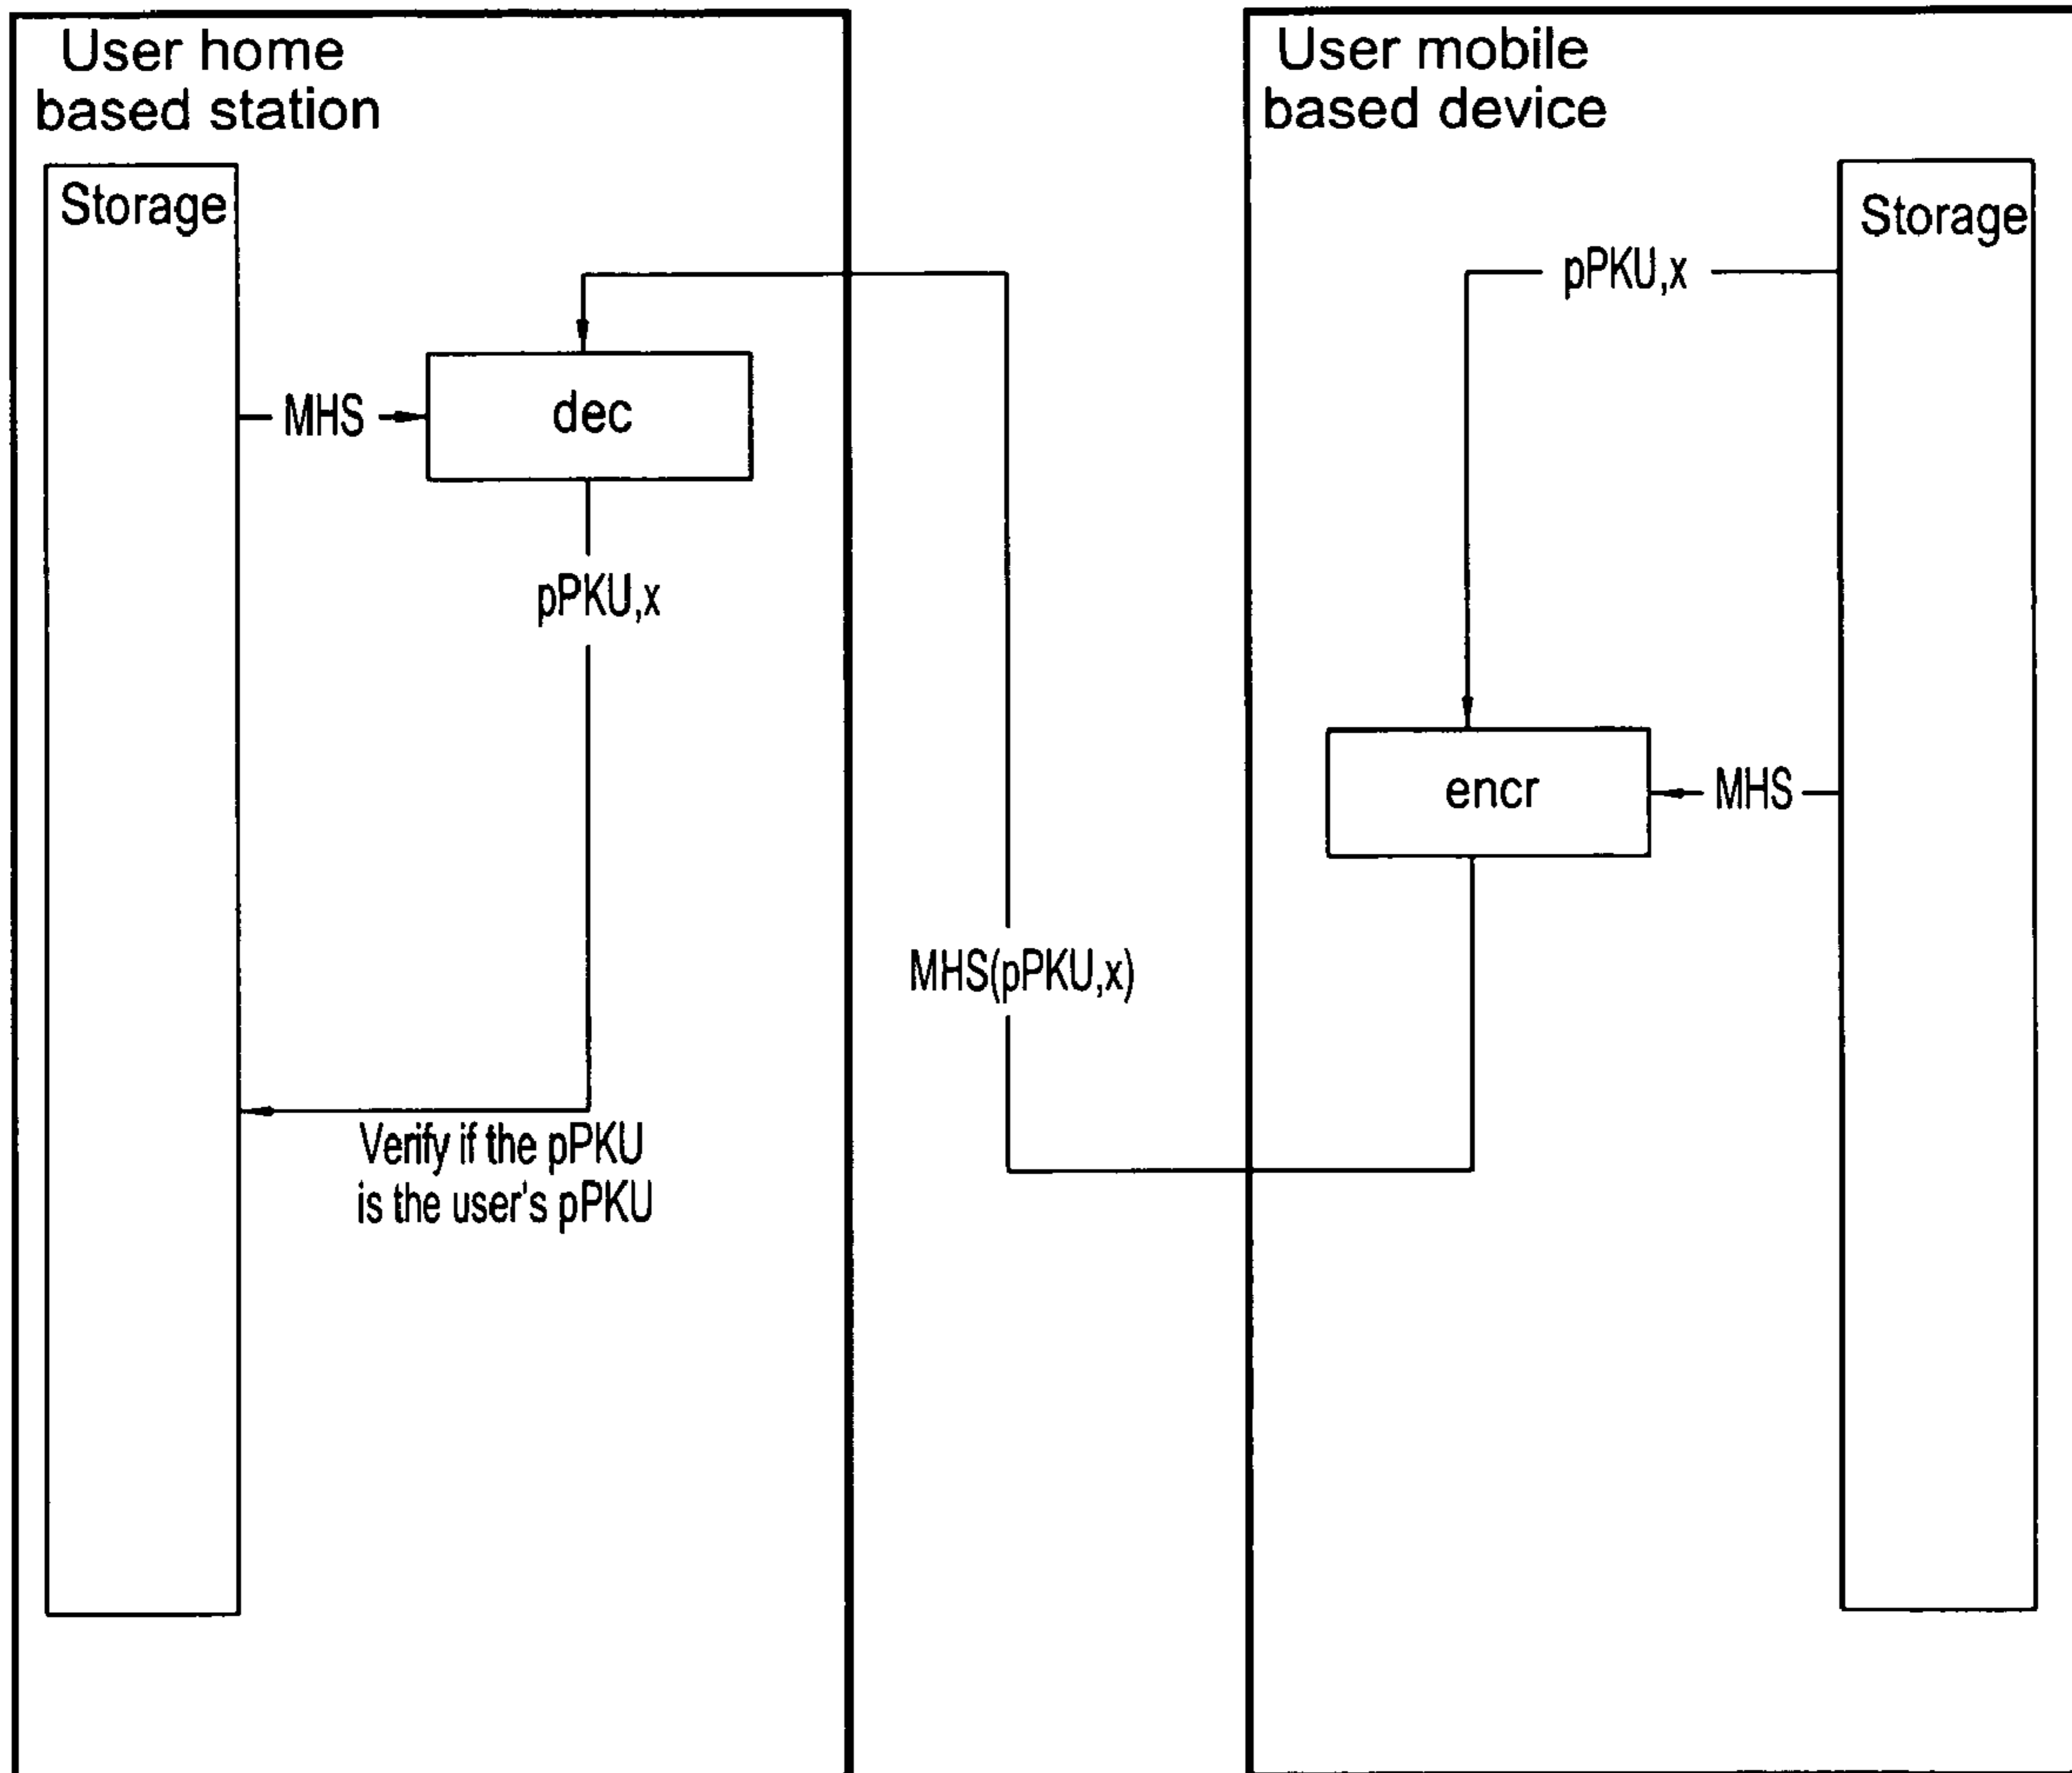 User home
based station
Storage
MHS
dec
pPKU,x
Verify if the pPKU
is the user's pPKU
MHS(pPKU,x)
User mobile
based device
Storage
pPKU,x
encr
MHS